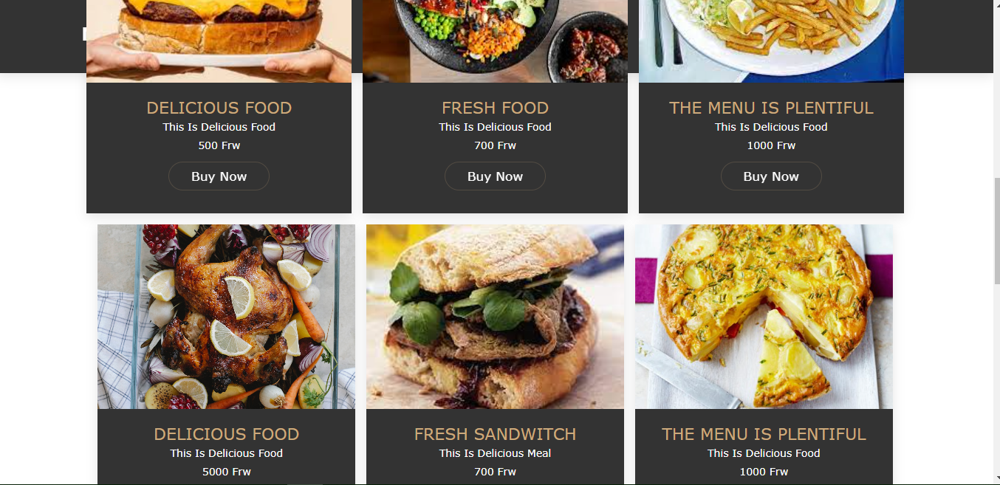 DELICIOUS FOOD
This Is Delicious Food
500 Frw
Buy Now
FRESH FOOD
This Is Delicious Food
700 Frw
Buy Now
THE MENU IS PLENTIFUL
This Is Delicious Food
1000 Frw
Buy Now
DELICIOUS FOOD
This Is Delicious Food
5000 Frw
FRESH SANDWITCH
This Is Delicious Meal
700 Frw
THE MENU IS PLENTIFUL
This Is Delicious Food
1000 Frw